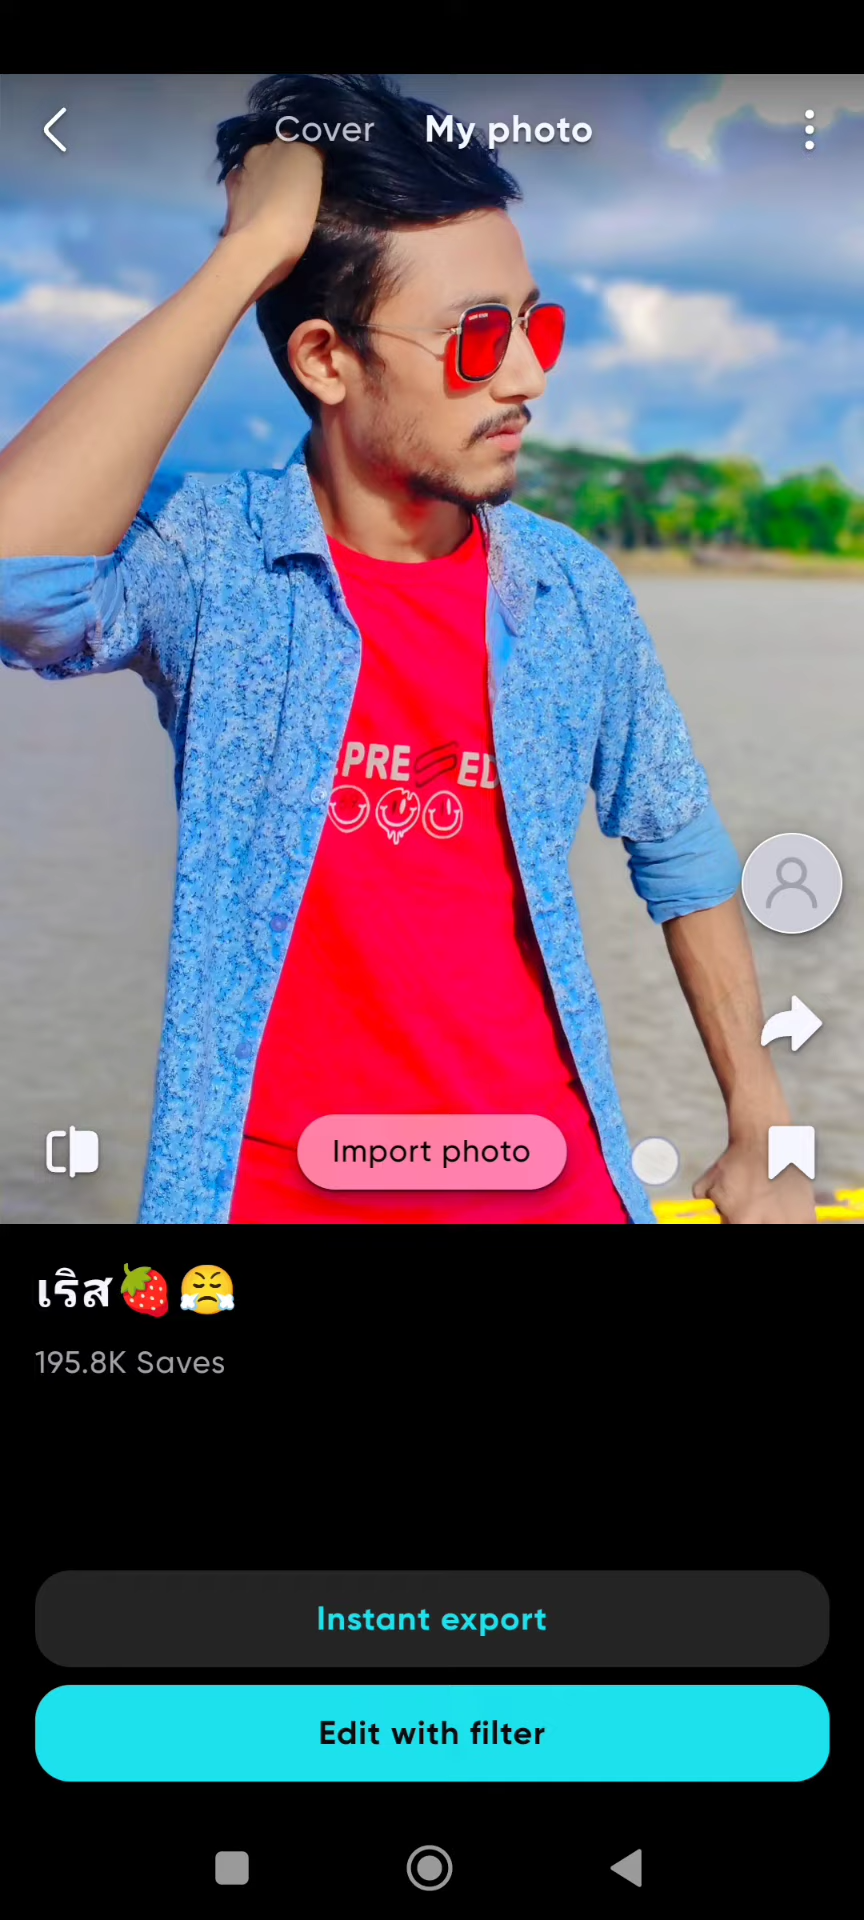 Cover My photo
PRE ED
Import photo
เริส🍓😤
195.8K Saves
Instant export
Edit with filter